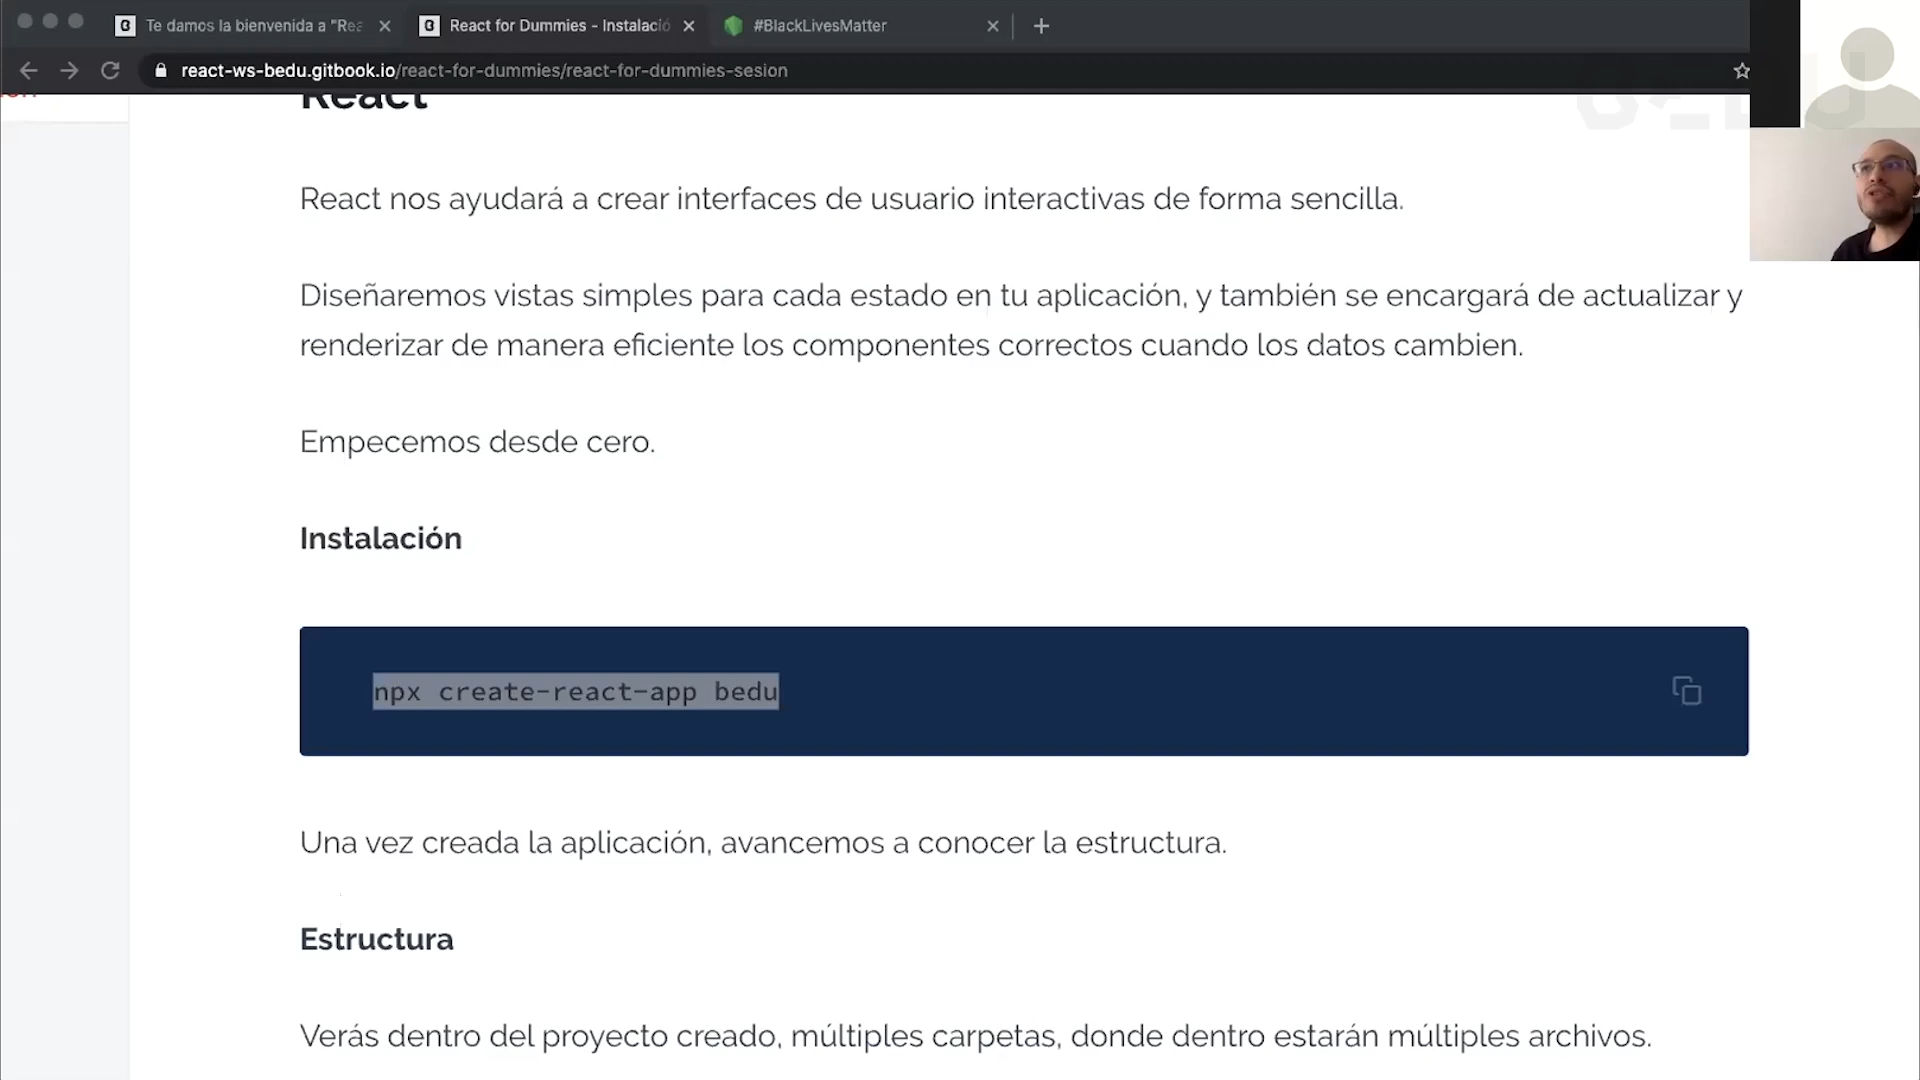 Te damos la bienvenida a "Rea
React for Dummies - Instalació
#BlackLivesMatter
react-ws-bedu.gitbook.io/react-for-dummies/react-for-dummies-sesion
React
BEDU
React nos ayudará a crear interfaces de usuario interactivas de forma sencilla.
Diseñaremos vistas simples para cada estado en tu aplicación, y también se encargará de actualizar y
renderizar de manera eficiente los componentes correctos cuando los datos cambien.
Empecemos desde cero.
Instalación
npx create-react-app bedu
Una vez creada la aplicación, avancemos a conocer la estructura.
Estructura
Verás dentro del proyecto creado, múltiples carpetas, donde dentro estarán múltiples archivos.